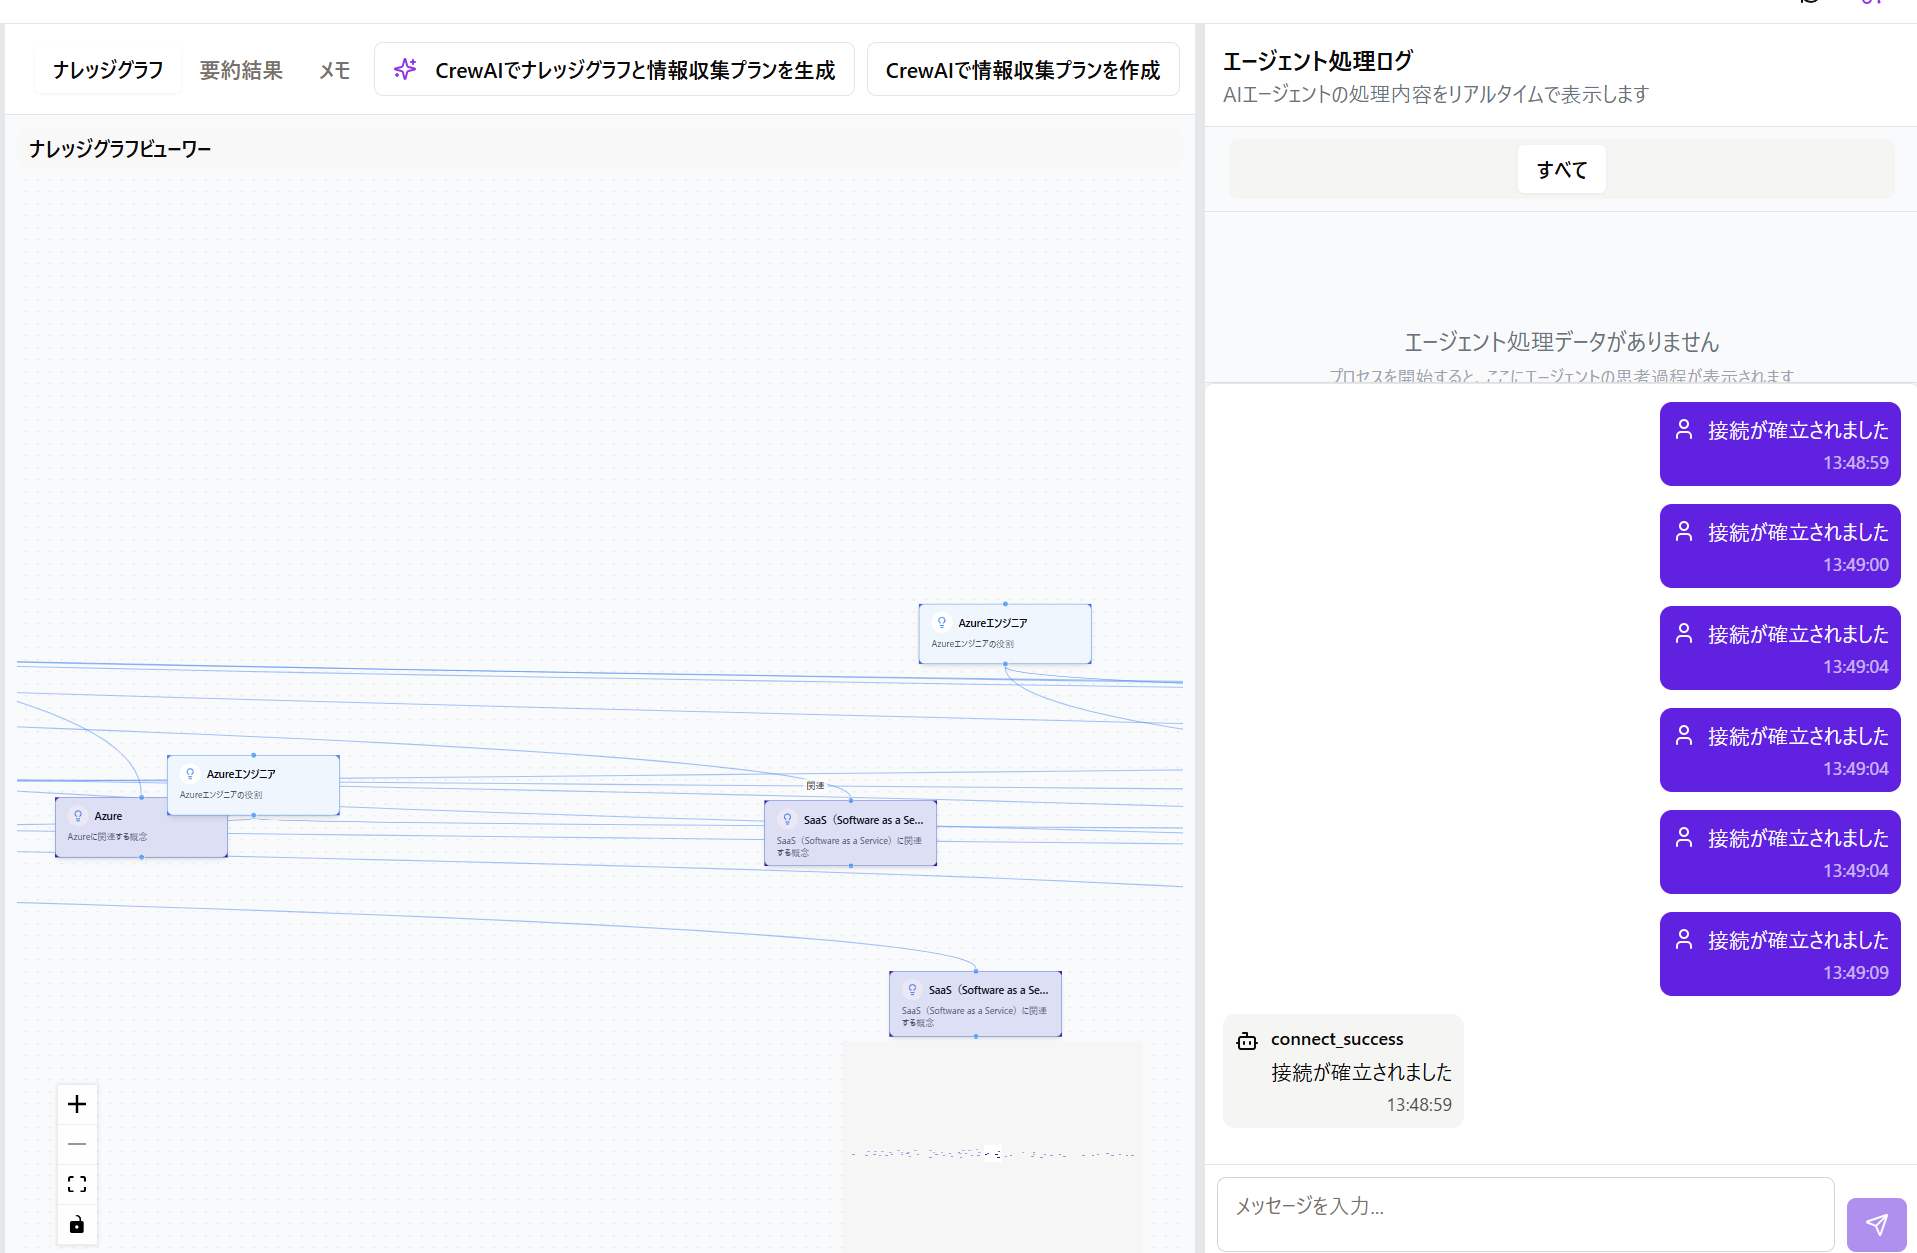 ナレッジグラフ
要約結果
メモ
CrewAIでナレッジグラフと情報収集プランを生成
CrewAIで情報収集プランを作成
ナレッジグラフビューワー
Azureエンジニア
Azureエンジニアの役割
Azureエンジニア
Azureエンジニアの役割
Azure
Azureに関連する概念
関連
SaaS（Software as a Se...
SaaS（Software as a Service）に関連
する概念
SaaS（Software as a Se...
SaaS（Software as a Service）に関連
する概念
エージェント処理ログ
AIエージェントの処理内容をリアルタイムで表示します
すべて
エージェント処理データがありません
プロセスを開始すると、ここにエージェントの思考過程が表示されます
接続が確立されました
13:48:59
接続が確立されました
13:49:00
接続が確立されました
13:49:04
接続が確立されました
13:49:04
接続が確立されました
13:49:04
接続が確立されました
13:49:09
connect_success
接続が確立されました
13:48:59
メッセージを入力...